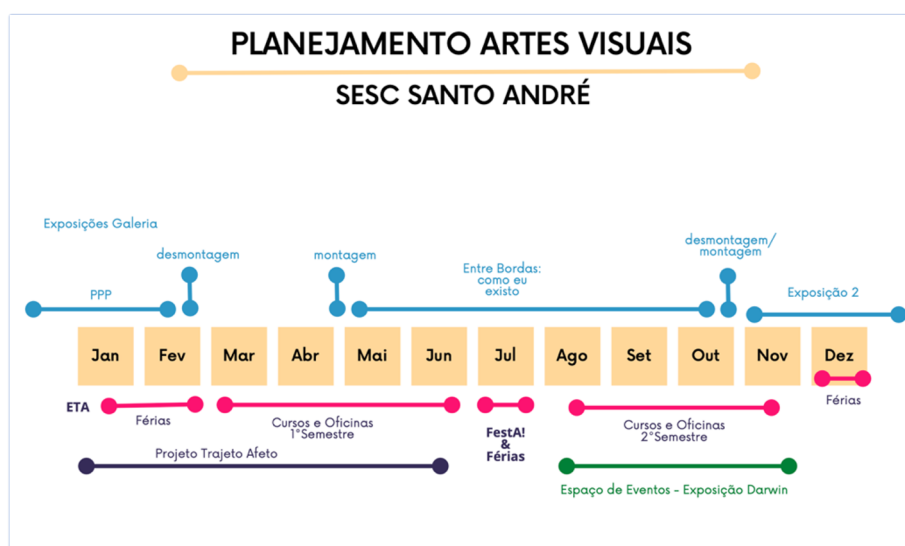 PLANEJAMENTO ARTES VISUAIS
SESC SANTO ANDRÉ
Exposições Galeria
desmontagem
montagem
desmontagem/
montagem
PPP
Entre Bordas:
como eu
existo
Exposição 2
Jan Fev Mar Abr Mai Jun Jul Ago Set Out Nov Dez
ETA
Férias
Cursos e Oficinas
1°Semestre
FestA!
&
Férias
Cursos e Oficinas
2°Semestre
Férias
Projeto Trajeto Afeto
Espaço de Eventos - Exposição Darwin